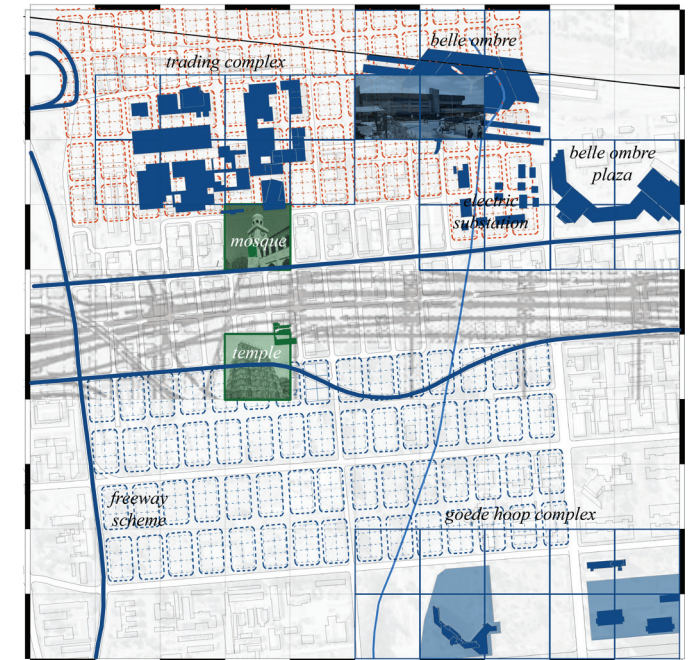 belle ombre
trading complex
belle ombre
plaza
electric
substation
mosque
temple
freeway
scheme
goede hoop complex